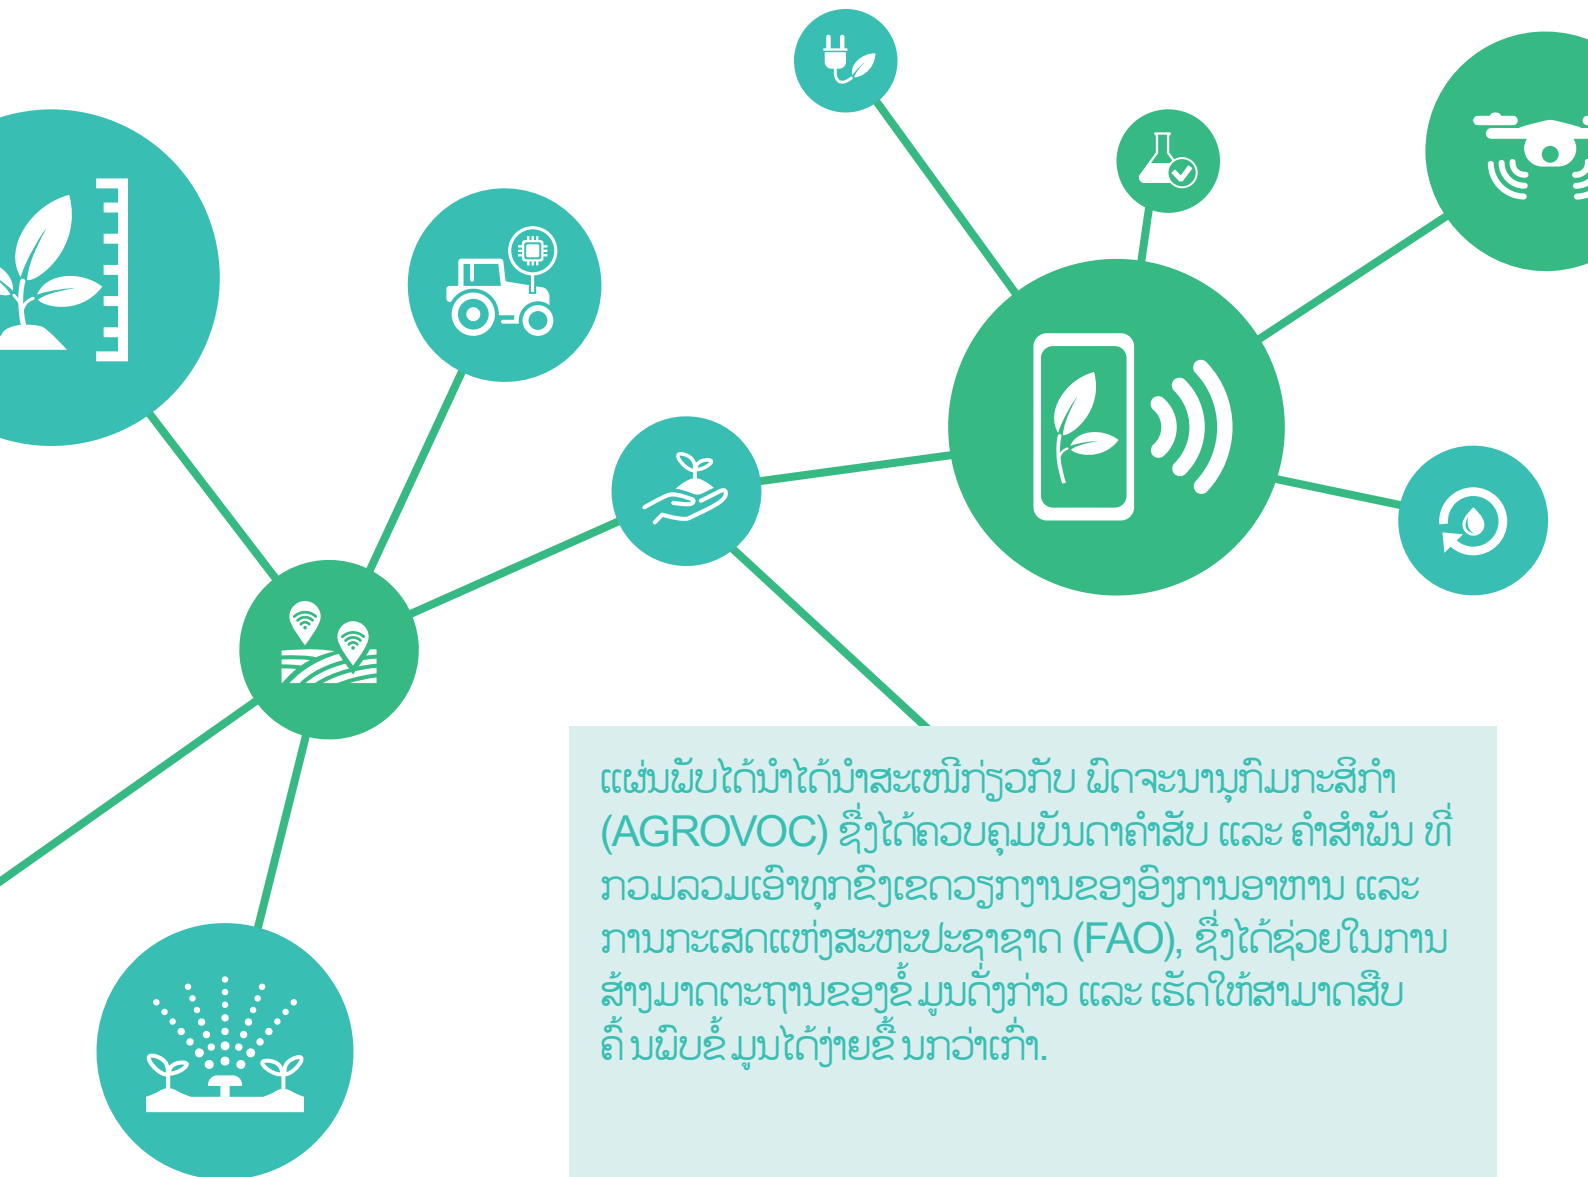 ແຜ່ນພັບໄດ້ນຳໄດ້ນຳສະເໜີກ່ຽວກັບ ພົດຈະນານຸກົມກະສິກຳ
(AGROVOC) ຊຶ່ງໄດ້ຄວບຄຸມບັນດາຄຳສັບ ແລະ ຄຳສຳພັນ ທີ່
ກວມລວມເອົາທຸກຂົງເຂດວຽກງານຂອງອົງການອາຫານ ແລະ
ການກະເສດແຫ່ງສະຫະປະຊາຊາດ (FAO), ຊຶ່ງໄດ້ຊ່ວຍໃນການ
ສ້າງມາດຕະຖານຂອງຂໍ້ມູນດັ່ງກ່າວ ແລະ ເຮັດໃຫ້ສາມາດສືບ
ຄົ້ນພົບຂໍ້ມູນໄດ້ງ່າຍຂຶ້ນກວ່າເກົ່າ.